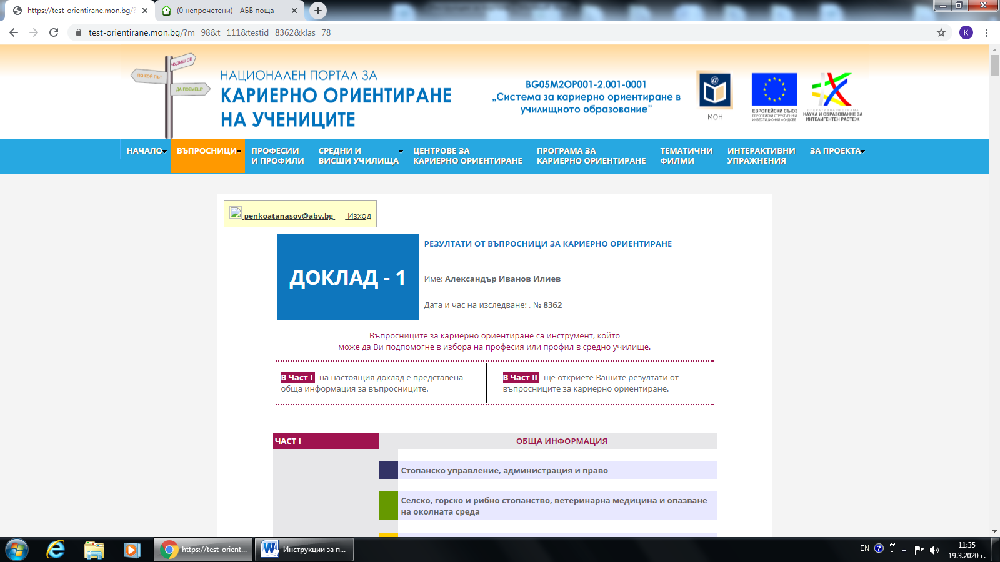 https://test-orientirane.mon.bg/?
(0 непрочетени) - АБВ поща
test-orientirane.mon.bg/?m=98&t=111&testid=8362&klas=78
K
ЧУДИШ СЕ
ПО КОЙ ПЪТ
ДА ПОЕМЕШ?
НАЦИОНАЛЕН ПОРТАЛ ЗА
КАРИЕРНО ОРИЕНТИРАНЕ
НА УЧЕНИЦИТЕ
BG05M2OP001-2.001-0001
„Система за кариерно ориентиране в
училищното образование”
МОН
ЕВРОПЕЙСКИ СЪЮЗ
ЕВРОПЕЙСКИ СТРУКТУРНИ И
ИНВЕСТИЦИОННИ ФОНДОВЕ
ОПЕРАТИВНА ПРОГРАМА
НАУКА И ОБРАЗОВАНИЕ ЗА
ИНТЕЛИГЕНТЕН РАСТЕЖ
НАЧАЛО
ВЪПРОСНИЦИ
ПРОФЕСИИ
И ПРОФИЛИ
СРЕДНИ И
ВИСШИ УЧИЛИЩА
ЦЕНТРОВЕ ЗА
КАРИЕРНО ОРИЕНТИРАНЕ
ПРОГРАМА ЗА
КАРИЕРНО ОРИЕНТИРАНЕ
ТЕМАТИЧНИ
ФИЛМИ
ИНТЕРАКТИВНИ
УПРАЖНЕНИЯ
ЗА ПРОЕКТА
penkoatanasov@abv.bg Изход
ДОКЛАД - 1
РЕЗУЛТАТИ ОТ ВЪПРОСНИЦИ ЗА КАРИЕРНО ОРИЕНТИРАНЕ
Име: Александър Иванов Илиев
Дата и час на изследване: , № 8362
Въпросниците за кариерно ориентиране са инструмент, който
може да Ви подпомогне в избора на професия или профил в средно училище.
В Част I на настоящия доклад е представена
обща информация за въпросниците.
В Част II ще откриете Вашите резултати от
въпросниците за кариерно ориентиране.
ЧАСТ I
ОБЩА ИНФОРМАЦИЯ
Стопанско управление, администрация и право
Селско, горско и рибно стопанство, ветеринарна медицина и опазване
на околната среда
https://test-orient...
Инструкции за п...
EN
11:35
19.3.2020 г.